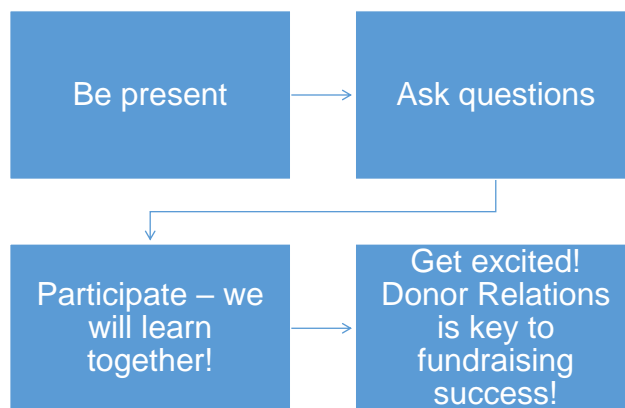 Be present
Ask questions
Participate – we
will learn
together!
Get excited!
Donor Relations
is key to
fundraising
success!